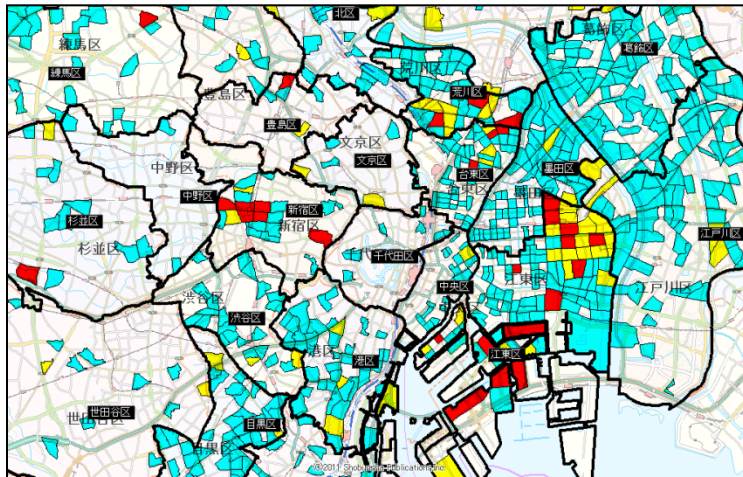 北区
葛飾区
練馬区
葛飾区
練馬区
荒川区
荒川区
豊島区
豊島区
文京区
文京区
中野区
台東区
台東区
墨田区
墨田区
中野区
新宿区
新宿区
杉並区
杉並区
江戸川区
千代田区
江東区
江戸川区
中央区
渋谷区
渋谷区
港区
港区
江東区
世田谷区
世田谷区
目黒区
目黒区
©2011 Shobunsha Publications, Inc.